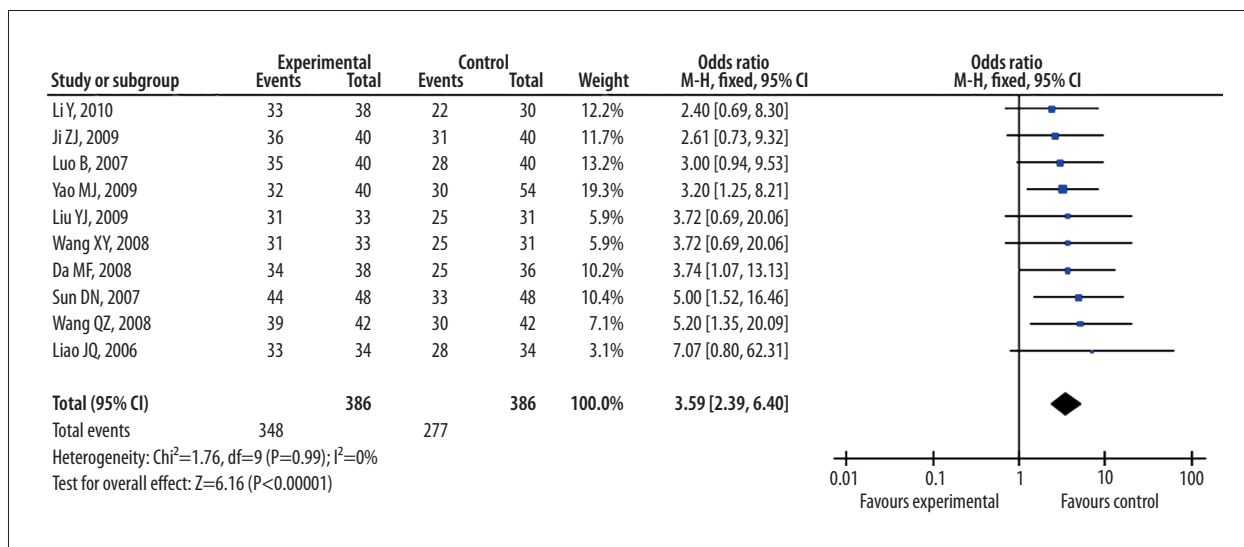 Experimental Control Odds ratio Odds ratio
Study or subgroup Events Total Events Total Weight M-H, fixed, 95% CI M-H, fixed, 95% CI
Li Y, 2010 33 38 22 30 12.2% 2.40 [0.69, 8.30]
Ji ZJ, 2009 36 40 31 40 11.7% 2.61 [0.73, 9.32]
Luo B, 2007 35 40 28 40 13.2% 3.00 [0.94, 9.53]
Yao MJ, 2009 32 40 30 54 19.3% 3.20 [1.25, 8.21]
Liu YJ, 2009 31 33 25 31 5.9% 3.72 [0.69, 20.06]
Wang XY, 2008 31 33 25 31 5.9% 3.72 [0.69, 20.06]
Da MF, 2008 34 38 25 36 10.2% 3.74 [1.07, 13.13]
Sun DN, 2007 44 48 33 48 10.4% 5.00 [1.52, 16.46]
Wang QZ, 2008 39 42 30 42 7.1% 5.20 [1.35, 20.09]
Liao JQ, 2006 33 34 28 34 3.1% 7.07 [0.80, 62.31]
Total (95% CI) 386 386 100.0% 3.59 [2.39, 6.40]
Total events 348 277
Heterogeneity: Chi²=1.76, df=9 (P=0.99); I²=0%
Test for overall effect: Z=6.16 (P<0.00001)
0.01 0.1 1 10 100
Favours experimental Favours control